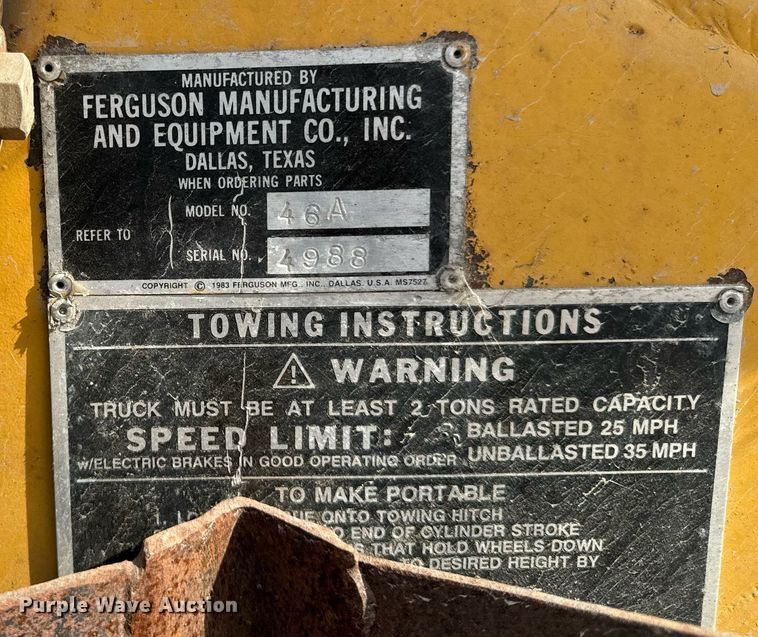 MANUFACTURED BY
FERGUSON MANUFACTURING
AND EQUIPMENT CO., INC.
DALLAS, TEXAS
WHEN ORDERING PARTS
REFER TO
MODEL NO. 46A
SERIAL NO. 4988
COPYRIGHT © 1983 FERGUSON MFG. INC., DALLAS, U.S.A. MS7527
TOWING INSTRUCTIONS
⚠ WARNING
TRUCK MUST BE AT LEAST 2 TONS RATED CAPACITY
SPEED LIMIT: BALLASTED 25 MPH
W/ELECTRIC BRAKES IN GOOD OPERATING ORDER UNBALLASTED 35 MPH
TO MAKE PORTABLE
1. ONTO TOWING HITCH
TO END OF CYLINDER STROKE
THAT HOLD WHEELS DOWN
TO DESIRED HEIGHT BY
Purple Wave Auction